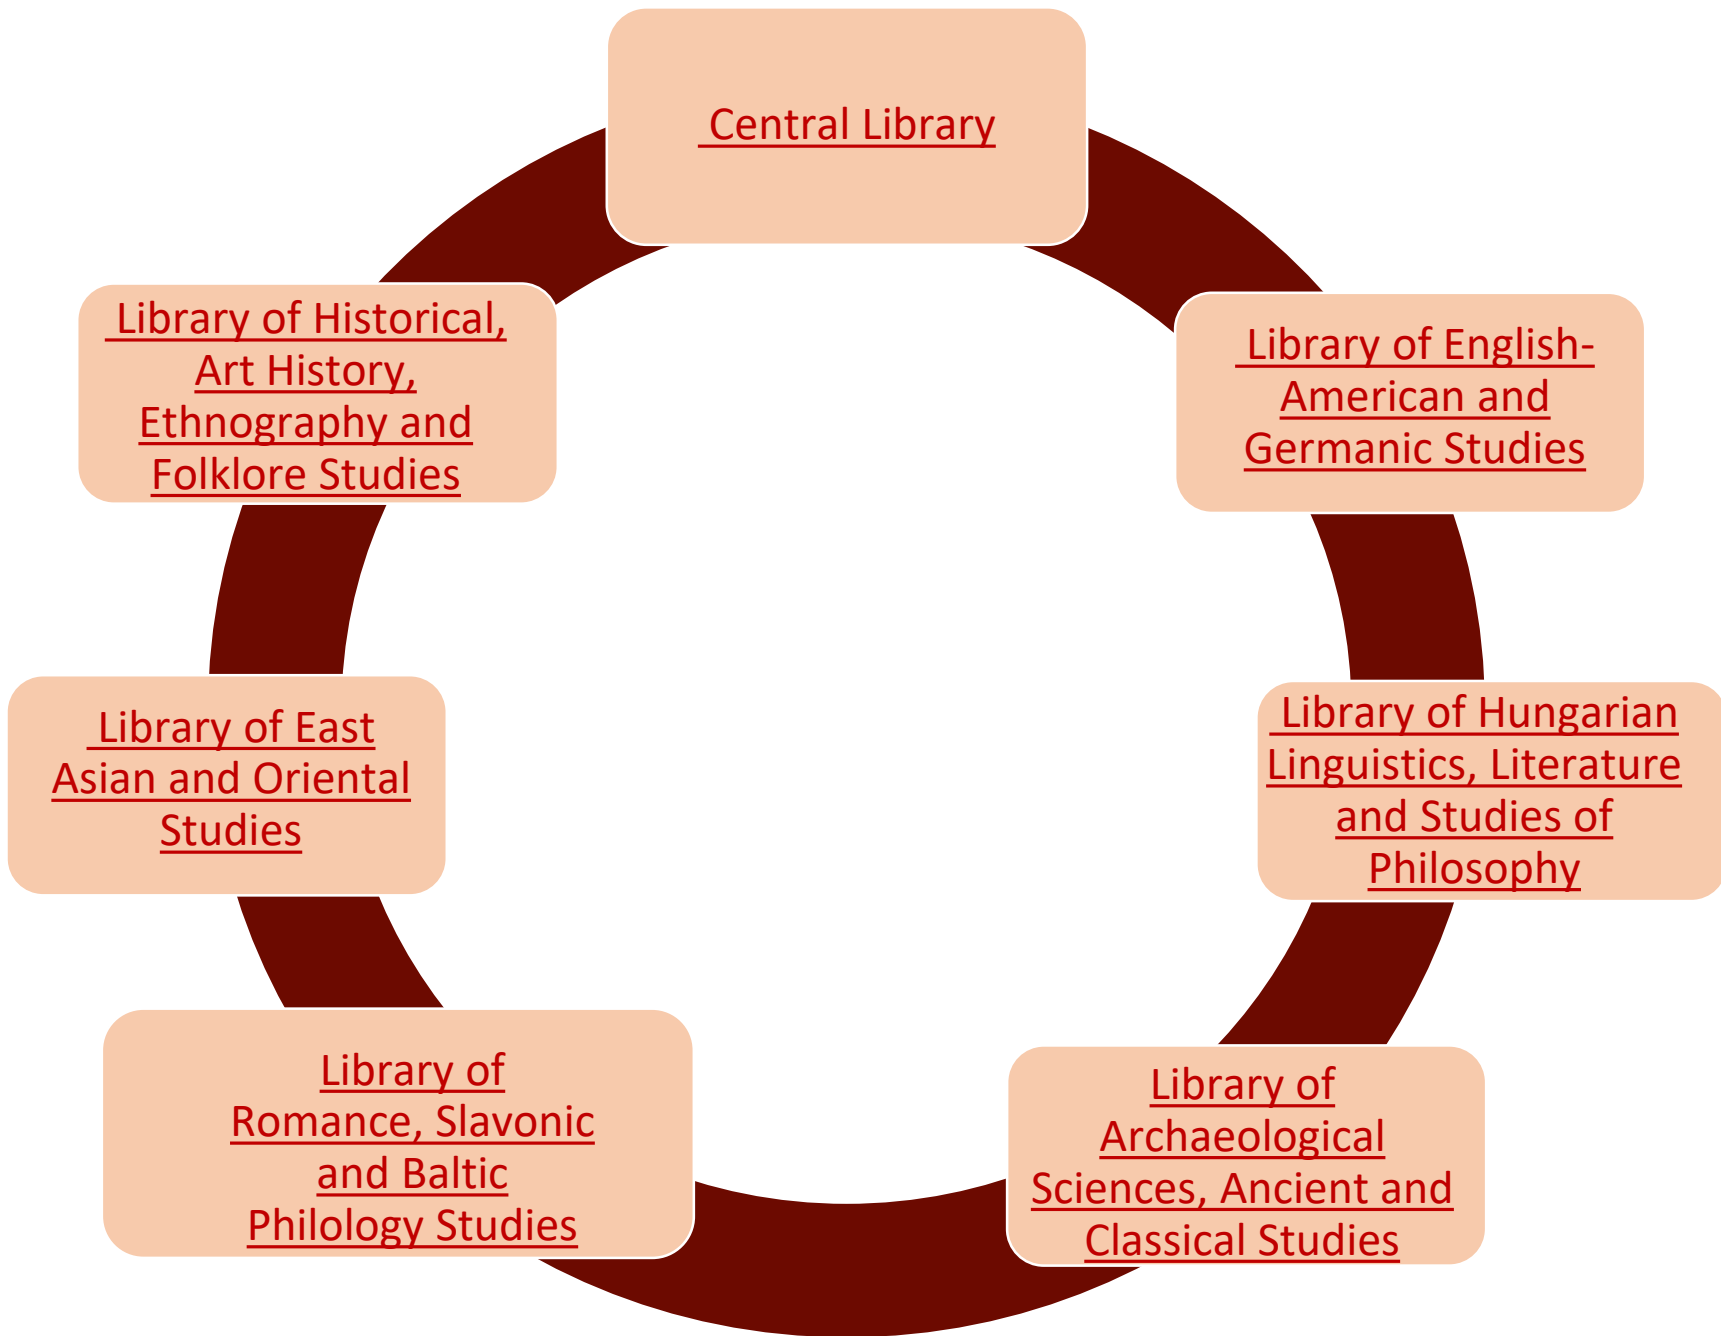 Central Library
Library of Historical,
Art History,
Ethnography and
Folklore Studies
Library of English-
American and
Germanic Studies
Library of East
Asian and Oriental
Studies
Library of Hungarian
Linguistics, Literature
and Studies of
Philosophy
Library of
Romance, Slavonic
and Baltic
Philology Studies
Library of
Archaeological
Sciences, Ancient and
Classical Studies